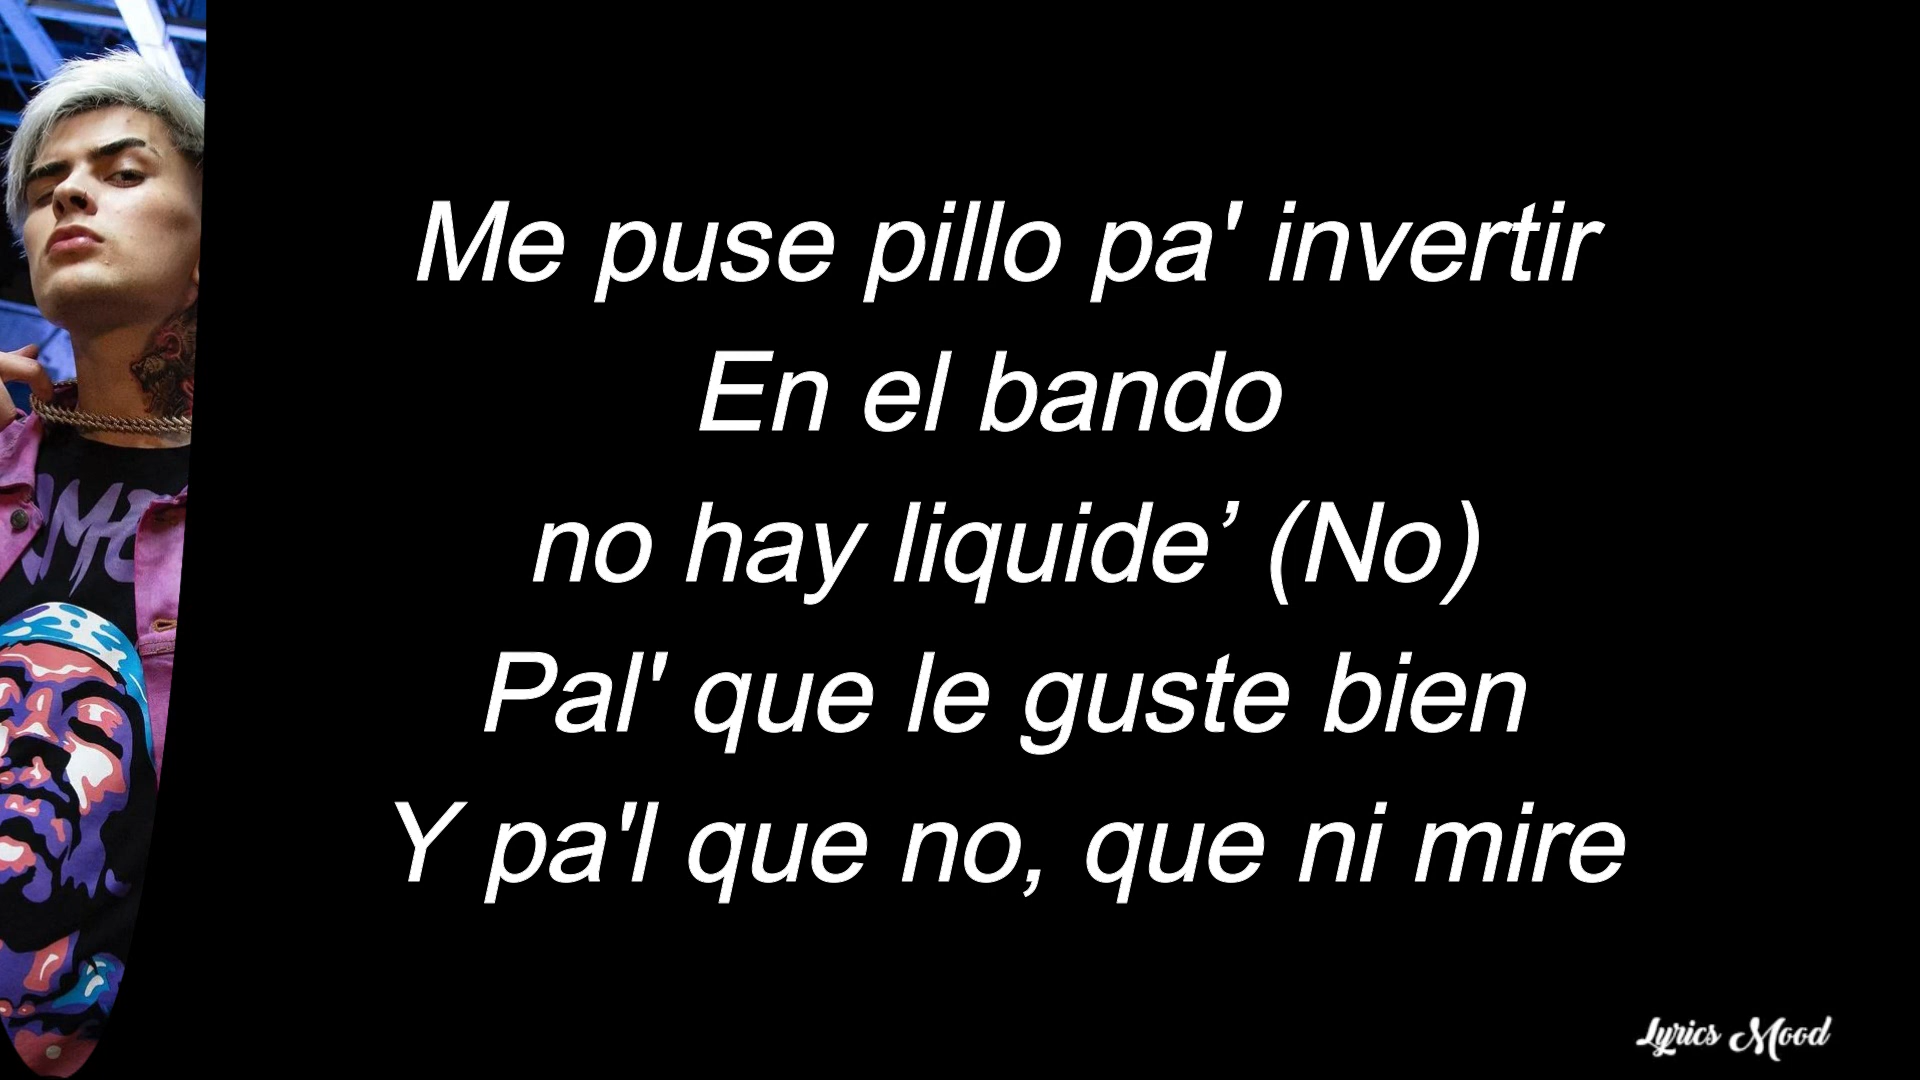 Me puse pillo pa' invertir
En el bando
no hay liquide’ (No)
Pal' que le guste bien
Y pa'l que no, que ni mire
Lyrics Mood